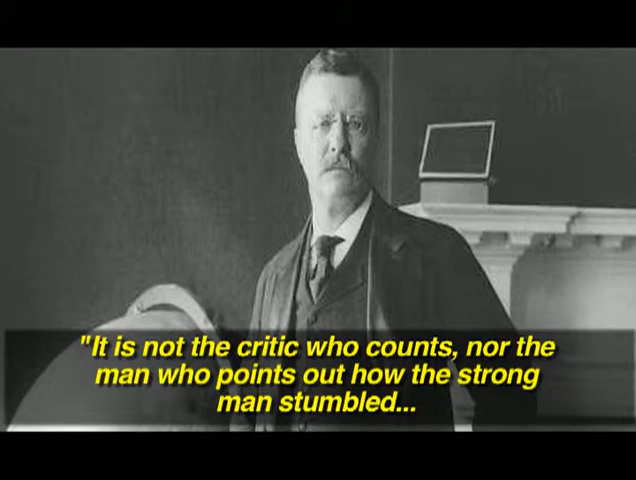 "It is not the critic who counts, nor the
man who points out how the strong
man stumbled...